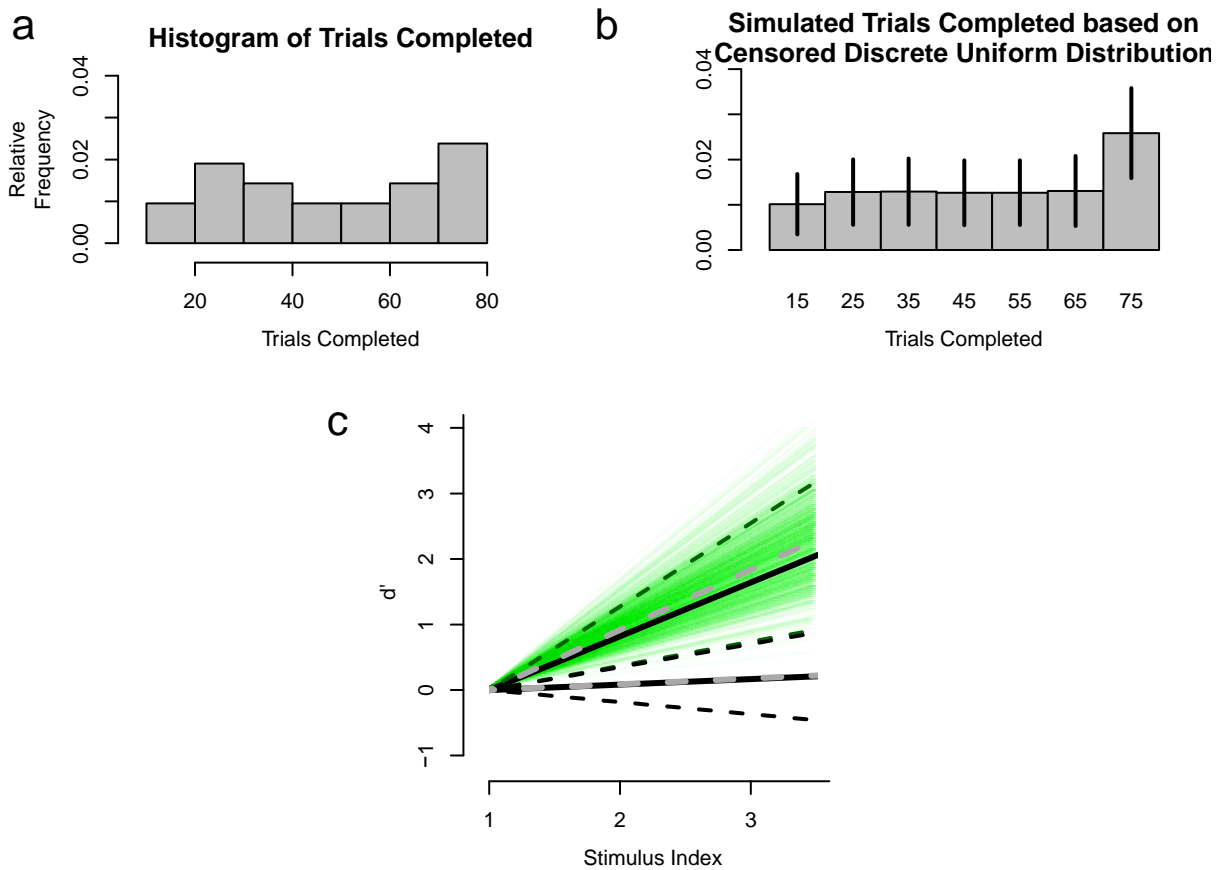 a
Histogram of Trials Completed
Relative
Frequency
0.04
0.02
0.00
20 40 60 80
Trials Completed
b
Simulated Trials Completed based on
Censored Discrete Uniform Distribution
0.04
0.02
0.00
15 25 35 45 55 65 75
Trials Completed
c
d'
4
3
2
1
0
−1
1 2 3
Stimulus Index